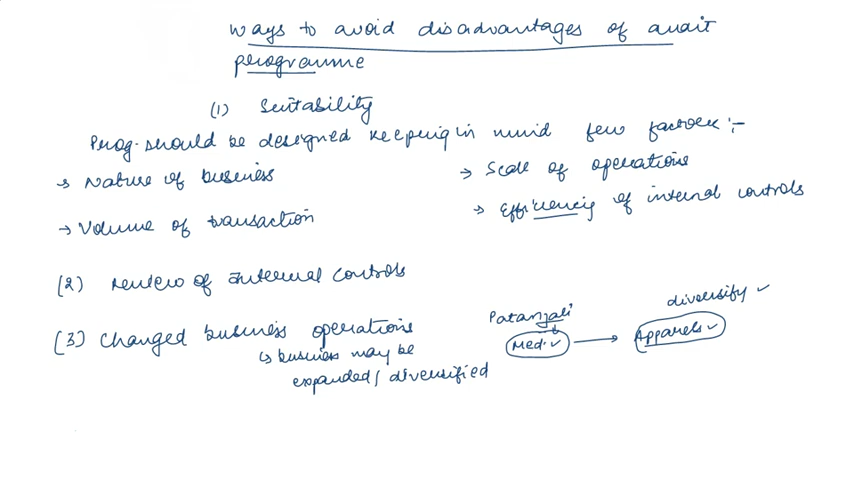 Ways to avoid disadvantages of audit
programme
(1) Suitability
Prog. should be designed keeping in mind few factors :-
→ Nature of business
→ Scale of operations
→ Volume of transaction
→ Efficiency of internal controls
(2) Review of Internal Controls
(3) Changed business operations
↳ business may be
expanded / diversified
Patanjali
Med. ✓ → Apparels ✓
diversify ✓